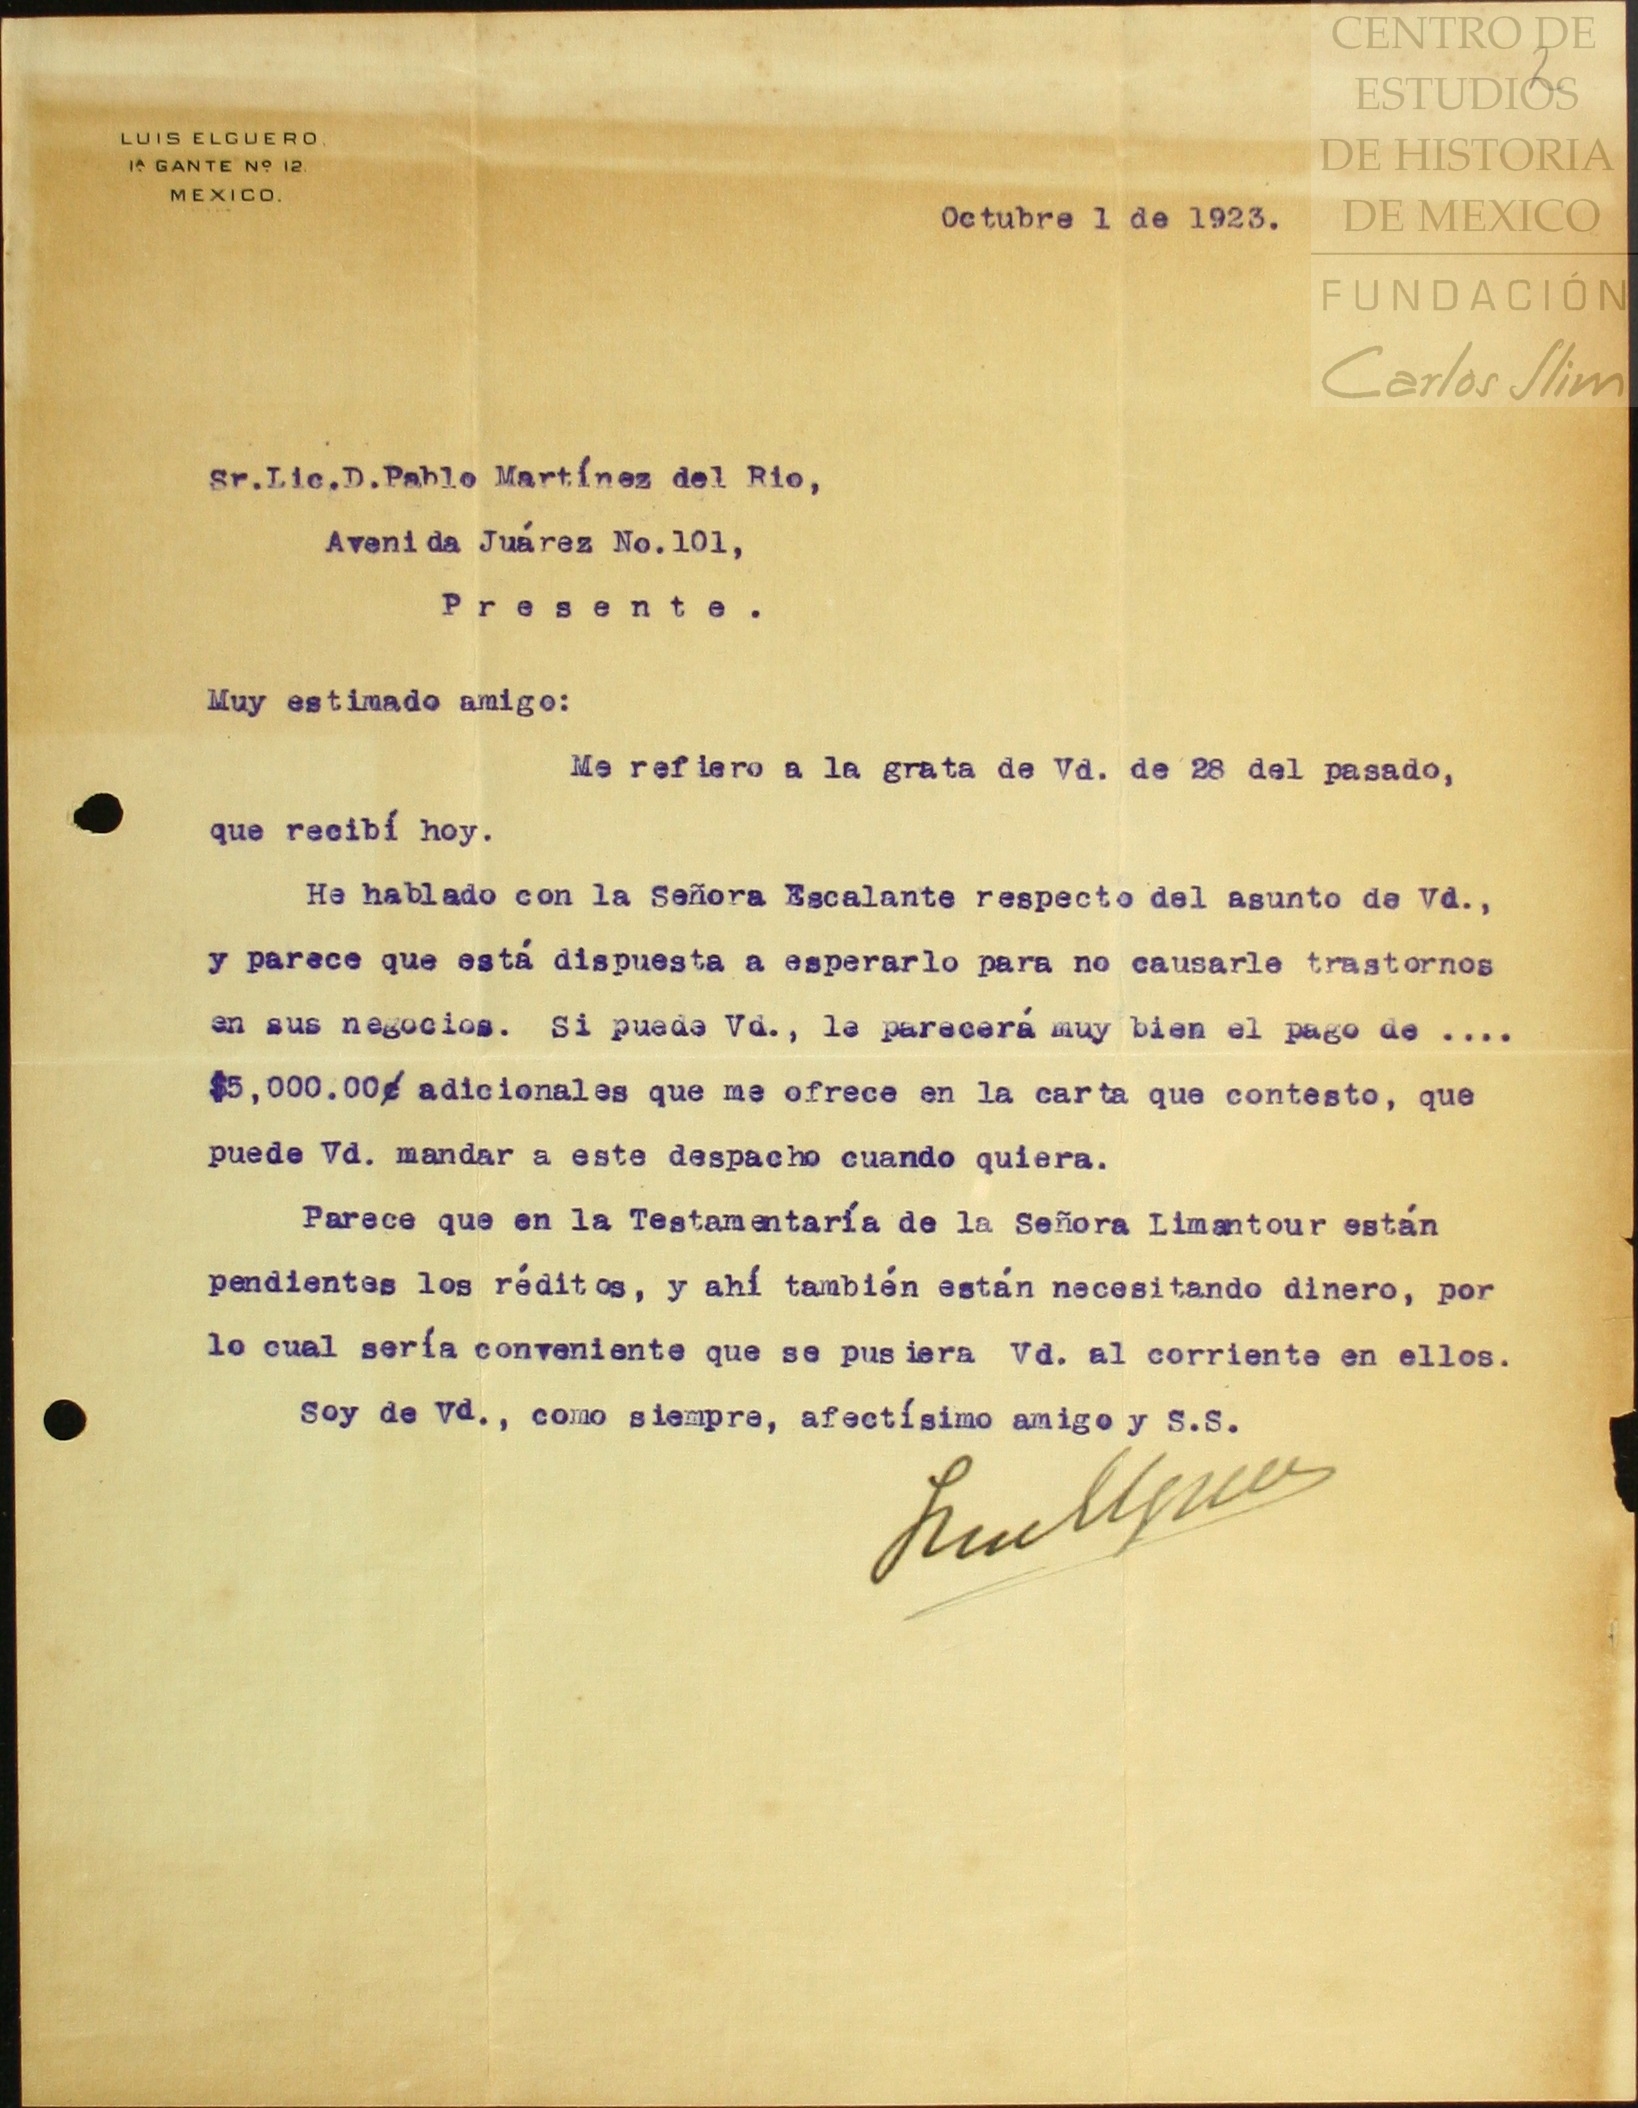 CENTRO DE
ESTUDIOS
DE HISTORIA
DE MEXICO
FUNDACIÓN
Carlos Slim
2
LUIS ELGUERO.
1ª GANTE Nº 12.
MEXICO.
Octubre 1 de 1923.
Sr.Lic.D.Pablo Martínez del Rio,
Avenida Juárez No.101,
P r e s e n t e .
Muy estimado amigo:
Me refiero a la grata de Vd. de 28 del pasado,
que recibí hoy.
He hablado con la Señora Escalante respecto del asunto de Vd.,
y parece que está dispuesta a esperarlo para no causarle trastornos
en sus negocios. Si puede Vd., le parecerá muy bien el pago de ....
$5,000.00¢ adicionales que me ofrece en la carta que contesto, que
puede Vd. mandar a este despacho cuando quiera.
Parece que en la Testamentaría de la Señora Limantour están
pendientes los réditos, y ahí también están necesitando dinero, por
lo cual sería conveniente que se pusiera Vd. al corriente en ellos.
Soy de Vd., como siempre, afectísimo amigo y S.S.
Luis Elguero